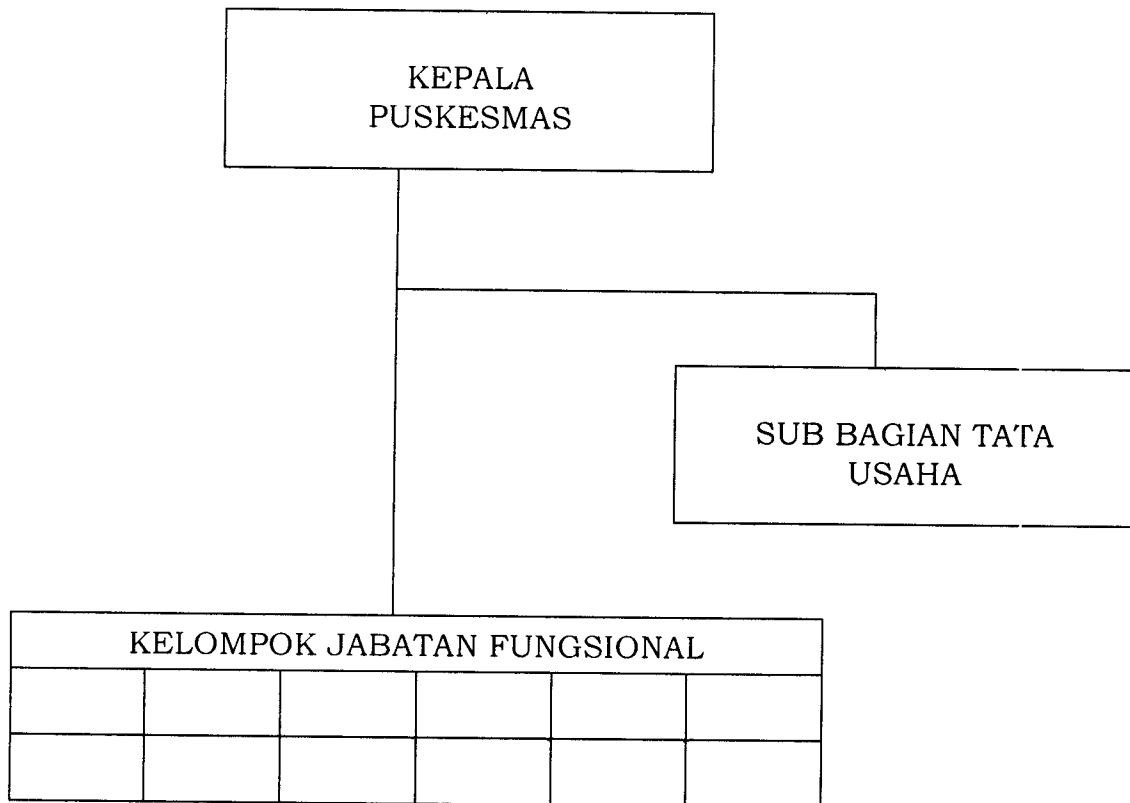 KEPALA
PUSKESMAS
SUB BAGIAN TATA
USAHA
KELOMPOK JABATAN FUNGSIONAL